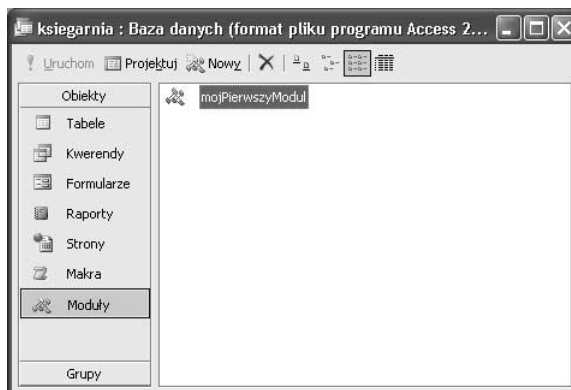 ksiegarnia : Baza danych (format pliku programu Access 2...
Uruchom Projektuj Nowy
Obiekty
Tabele
Kwerendy
Formularze
Raporty
Strony
Makra
Moduły
Grupy
mojPierwszyModul